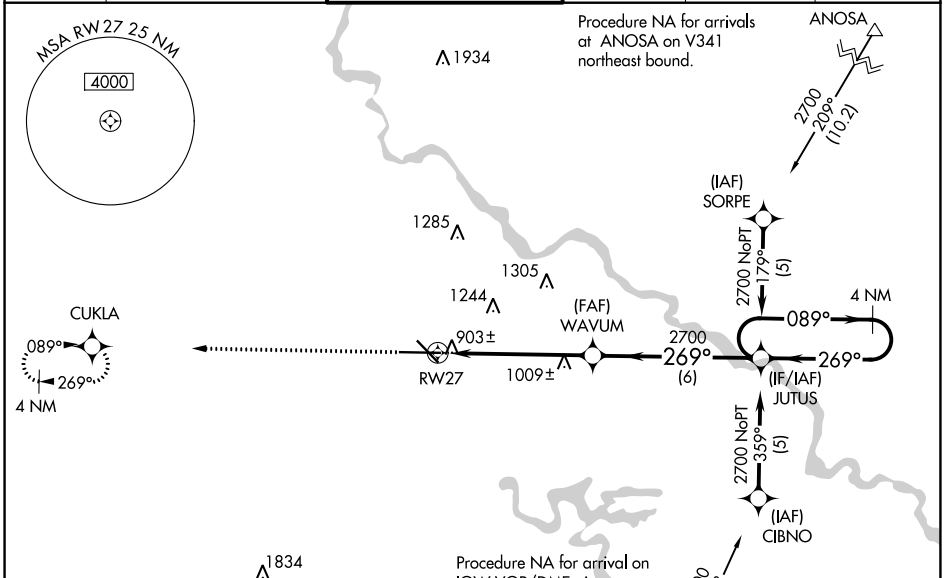 MSA RW27 25 NM
4000
1934
Procedure NA for arrivals
at ANOSA on V341
northeast bound.
ANOSA
2700
209°
(10.2)
(IAF)
SORPE
1285
2700 NoPT
179°
(5)
1305
1244
4 NM
(FAF)
WAVUM
089°
CUKLA
903±
2700
089°
269°
269°
(6)
RW27
1009±
(IF/IAF)
JUTUS
269°
4 NM
2700 NoPT
359°
(5)
(IAF)
CIBNO
1834
Procedure NA for arrival on